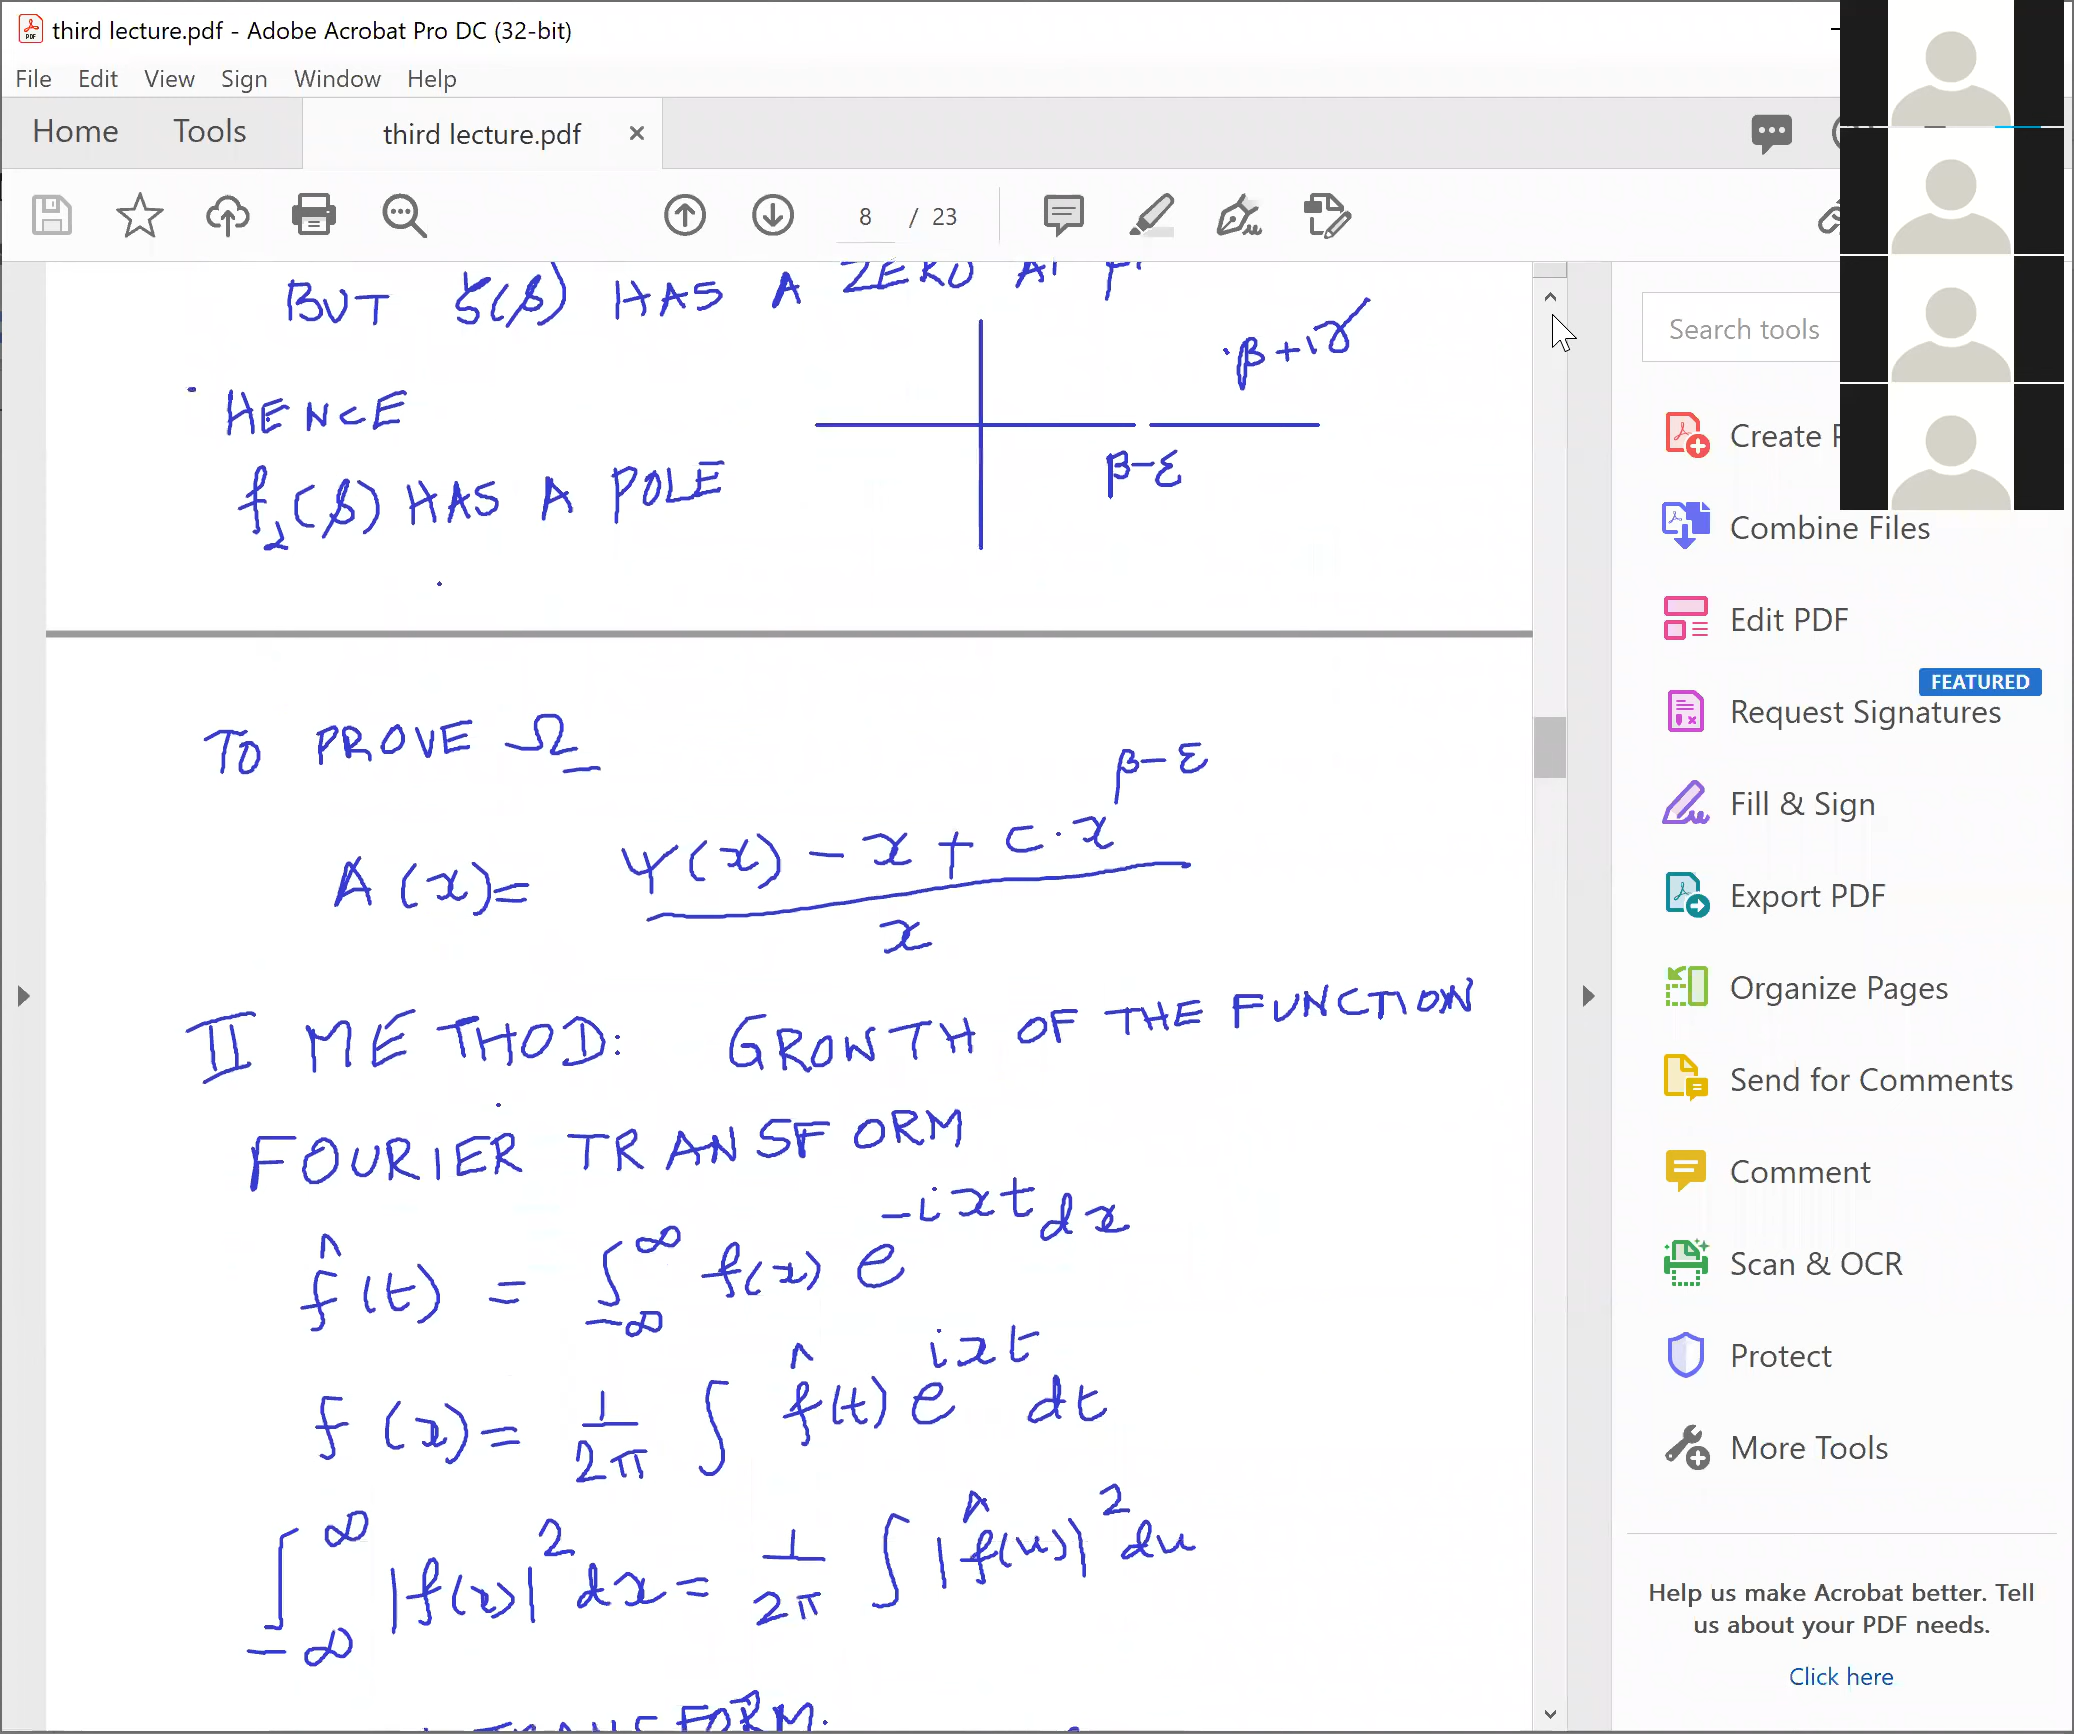 third lecture.pdf - Adobe Acrobat Pro DC (32-bit)
File Edit View Sign Window Help
Home Tools third lecture.pdf ×
8 / 23
BUT ζ(s) HAS A ZERO AT
β+iγ
HENCE
β-ε
f₂(s) HAS A POLE
TO PROVE Ω_
A(x) = (ψ(x) - x + c·x^(β-ε)) / x
II METHOD: GROWTH OF THE FUNCTION
FOURIER TRANSFORM
f̂(t) = ∫_{-∞}^{∞} f(x) e^{-ixt} dx
f(x) = 1/2π ∫ f̂(t) e^{ixt} dt
∫_{-∞}^{∞} |f(x)|² dx = 1/2π ∫ |f̂(u)|² du
TRANSFORM.
Search tools
Create
Combine Files
Edit PDF
FEATURED
Request Signatures
Fill & Sign
Export PDF
Organize Pages
Send for Comments
Comment
Scan & OCR
Protect
More Tools
Help us make Acrobat better. Tell
us about your PDF needs.
Click here